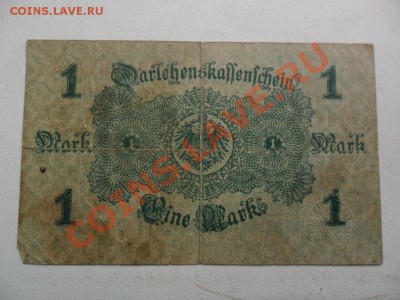 COINS.LAVE.RU
1 Darlehenskassenschein 1
Mark 1 1 Mark
1 Eine Mark 1
COINS.LAVE.RU